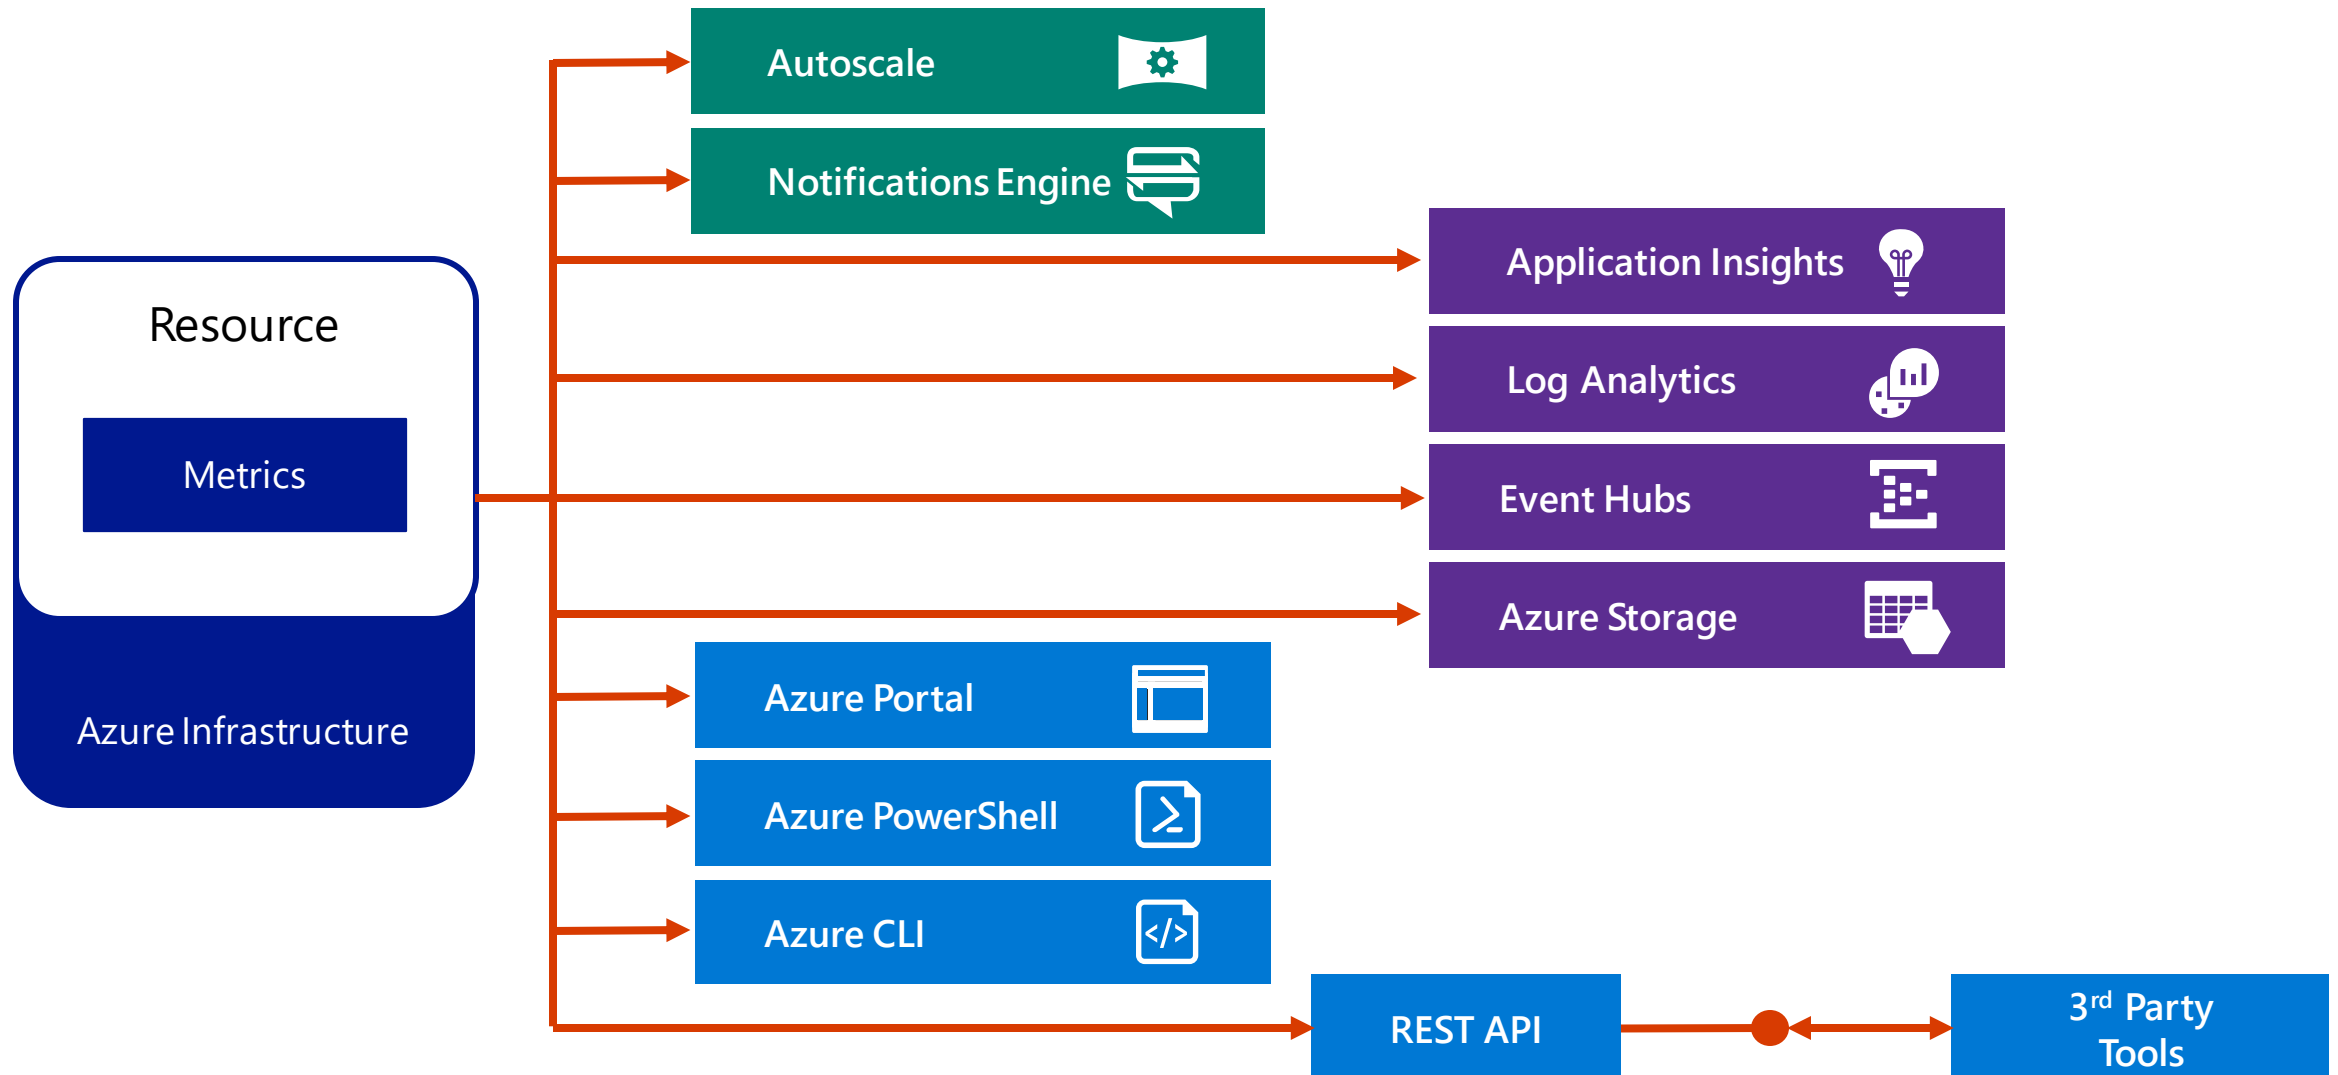 Autoscale
Notifications Engine
Application Insights
Resource
Log Analytics
Metrics
Event Hubs
Azure Storage
Azure Portal
Azure Infrastructure
Azure PowerShell
Azure CLI
REST API
3rd Party
Tools